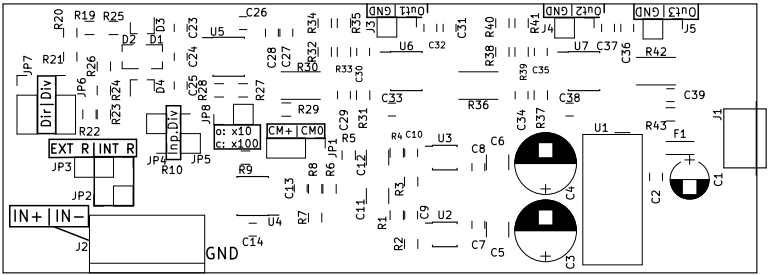 R20 R19 R25 D3 C23 C26 R34 R35 J3 GND Out1 C31 R40 R41 J4 GND Out2 GND Out3 J5
D2 D1 U5 U6 C32 U7 C37 C36
R21 R26 C24 C28 C27 R32 R33 C30 R38 R39 C35 R42
JP7 JP6 R24 D4 C25 R28 R27 R30 R36 C39
Dir|Div R23 JP8 R29 C29 R31 C33 C34 R37 C38 J1
R22 Inp.Div o: x10 CM+|CM0 U1 R43 F1
EXT R|INT R c: x100 JP1 R5 R4 C10 U3 C6
JP3 JP4 JP5 C12 C8
R10 R9 R3 C4 C2 C1
JP2 C13 R8 R6 C11
IN+|IN- R7 U4 R1 C9 U2
J2 GND C14 R2 C7 C5 C3